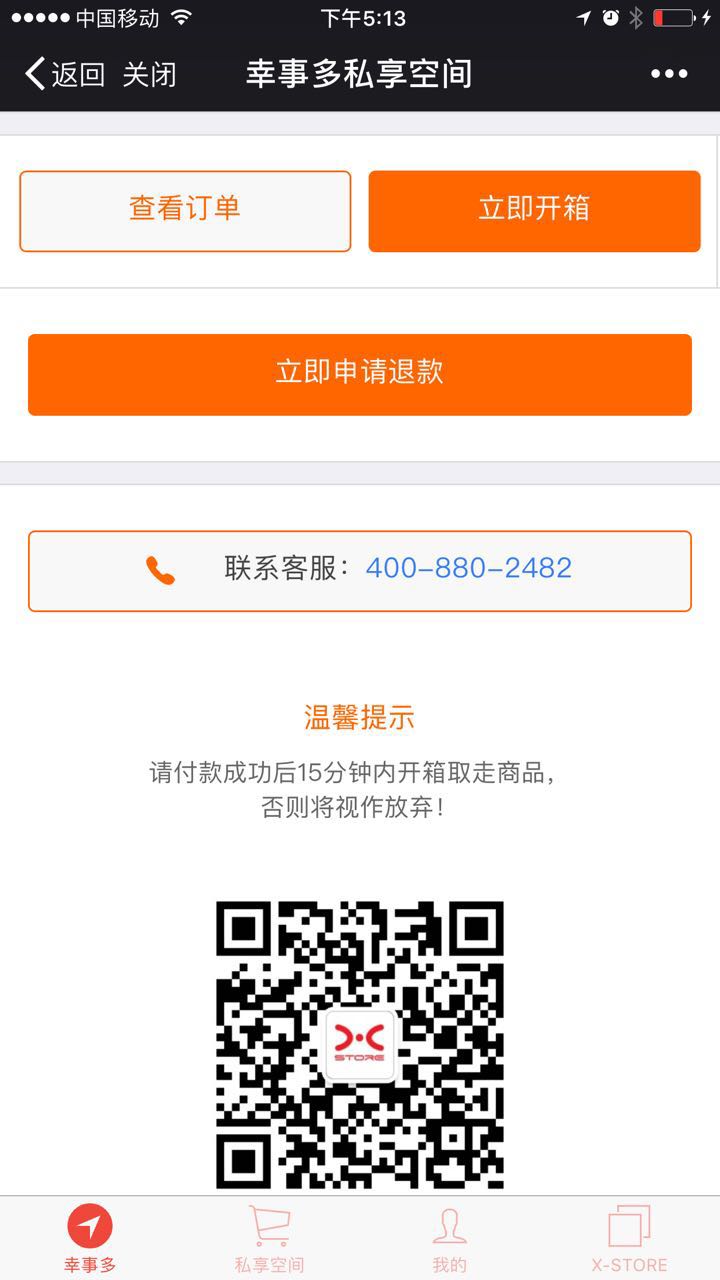 中国移动 下午5:13
返回 关闭 幸事多私享空间
查看订单 立即开箱
立即申请退款
联系客服：400-880-2482
温馨提示
请付款成功后15分钟内开箱取走商品，
否则将视作放弃！
STORE
幸事多 私享空间 我的 X-STORE